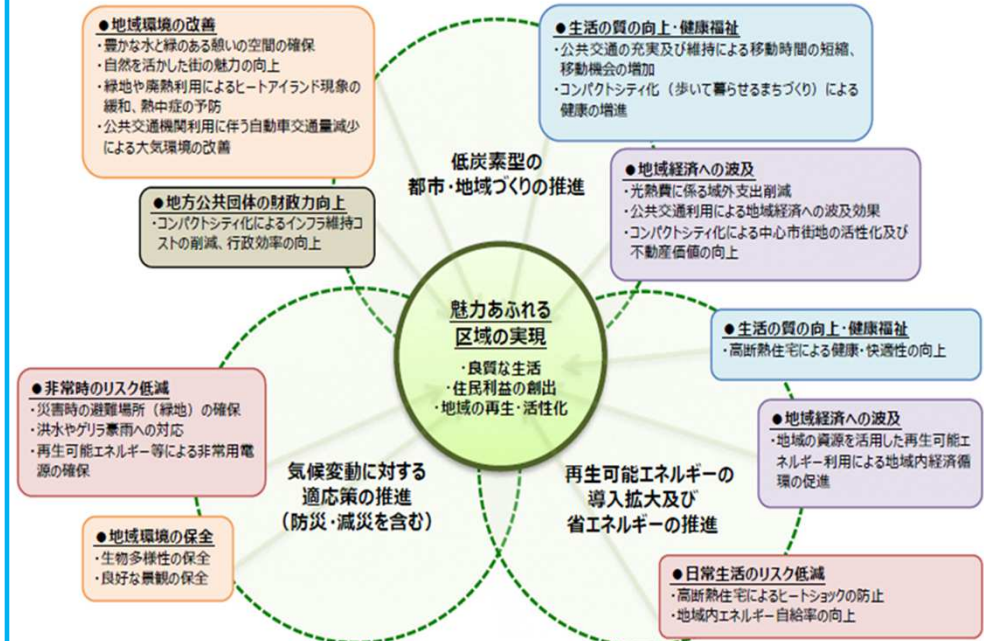 ●地域環境の改善
・豊かな水と緑のある憩いの空間の確保
・自然を活かした街の魅力の向上
・緑地や廃熱利用によるヒートアイランド現象の
緩和、熱中症の予防
・公共交通機関利用に伴う自動車交通量減少
による大気環境の改善
●生活の質の向上・健康福祉
・公共交通の充実及び維持による移動時間の短縮、
移動機会の増加
・コンパクトシティ化（歩いて暮らせるまちづくり）による
健康の増進
低炭素型の
都市・地域づくりの推進
●地方公共団体の財政力向上
・コンパクトシティ化によるインフラ維持コ
ストの削減、行政効率の向上
●地域経済への波及
・光熱費に係る域外支出削減
・公共交通利用による地域経済への波及効果
・コンパクトシティ化による中心市街地の活性化及び
不動産価値の向上
魅力あふれる
区域の実現
・良質な生活
・住民利益の創出
・地域の再生・活性化
●生活の質の向上・健康福祉
・高断熱住宅による健康・快適性の向上
●非常時のリスク低減
・災害時の避難場所（緑地）の確保
・洪水やゲリラ豪雨への対応
・再生可能エネルギー等による非常用電
源の確保
●地域経済への波及
・地域の資源を活用した再生可能エ
ネルギー利用による地域内経済循
環の促進
気候変動に対する
適応策の推進
（防災・減災を含む）
再生可能エネルギーの
導入拡大及び
省エネルギーの推進
●地域環境の保全
・生物多様性の保全
・良好な景観の保全
●日常生活のリスク低減
・高断熱住宅によるヒートショックの防止
・地域内エネルギー自給率の向上